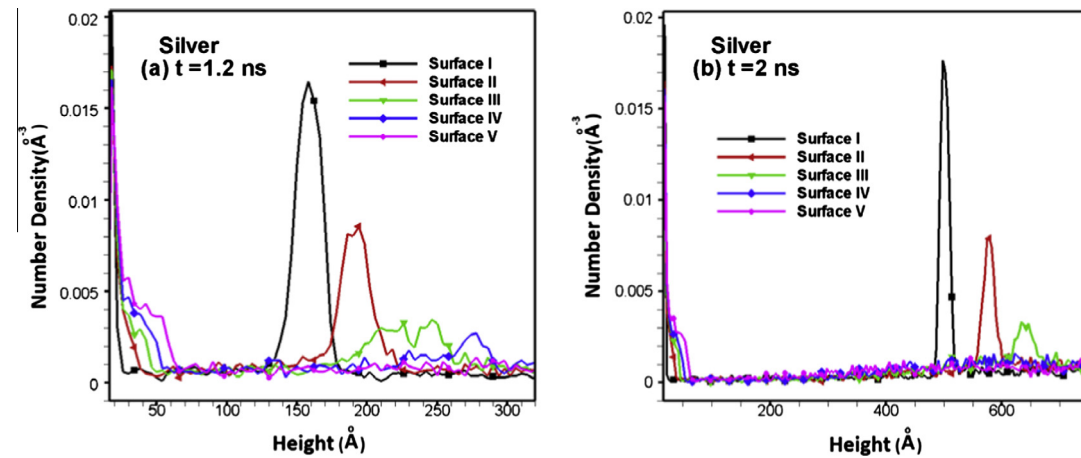 0.02
0.015
0.01
0.005
0
Number Density(Å⁻³)
Silver
(a) t =1.2 ns
Surface I
Surface II
Surface III
Surface IV
Surface V
50
100
150
200
250
300
Height (Å)
0.02
0.015
0.01
0.005
0
Number Density(Å⁻³)
Silver
(b) t =2 ns
Surface I
Surface II
Surface III
Surface IV
Surface V
200
400
600
Height (Å)